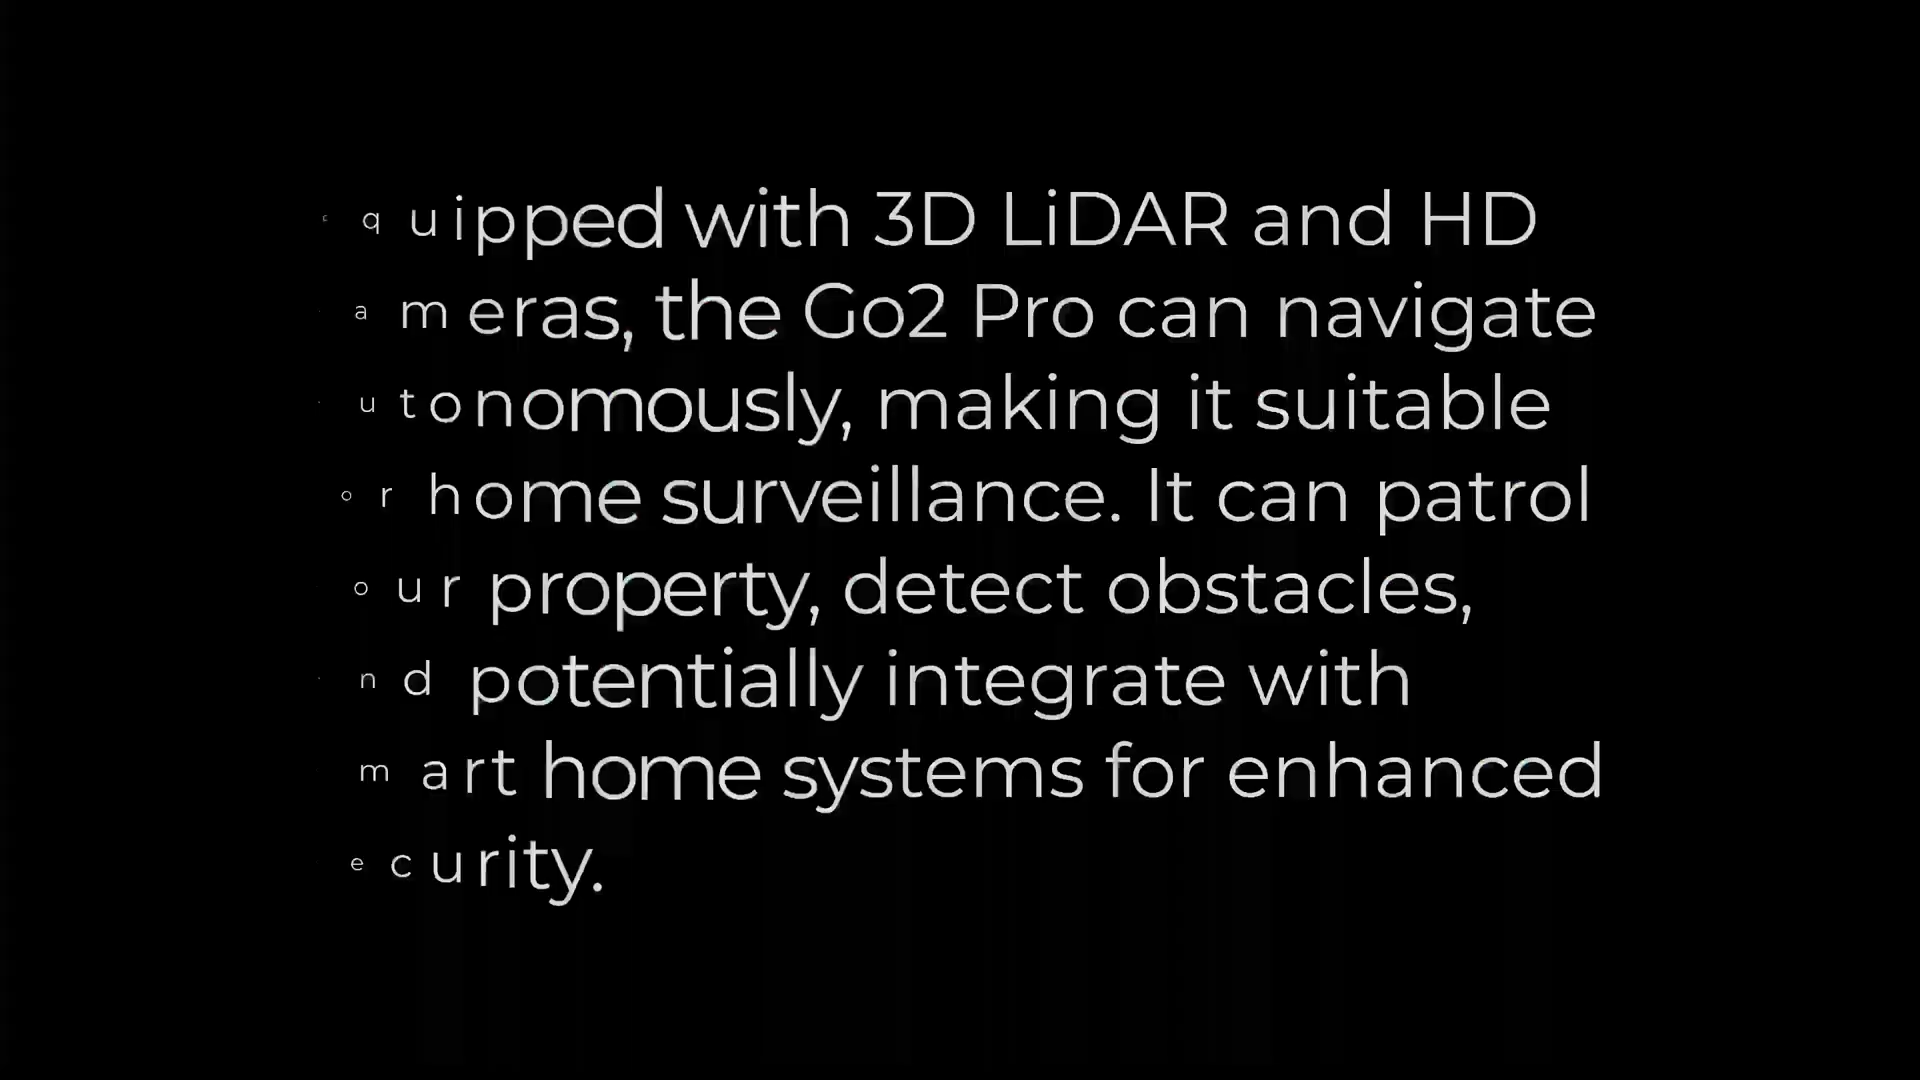 Equipped with 3D LiDAR and HD
ameras, the Go2 Pro can navigate
utonomously, making it suitable
or home surveillance. It can patrol
our property, detect obstacles,
nd potentially integrate with
mart home systems for enhanced
ecurity.